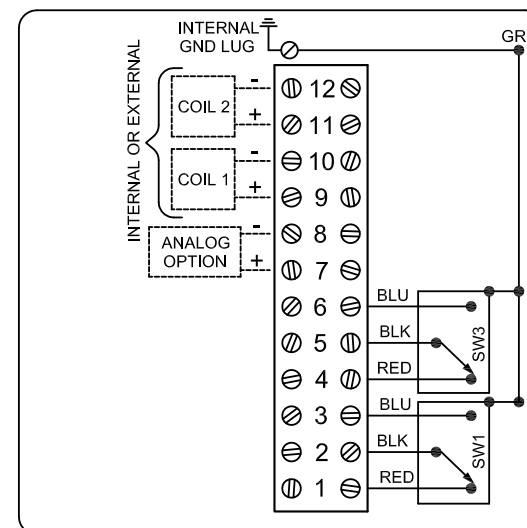 INTERNAL
GND LUG
GR
INTERNAL OR EXTERNAL
COIL 2
-
+
12
11
COIL 1
-
+
10
9
ANALOG
OPTION
-
+
8
7
6
BLU
5
BLK
4
RED
SW3
3
BLU
2
BLK
1
RED
SW1